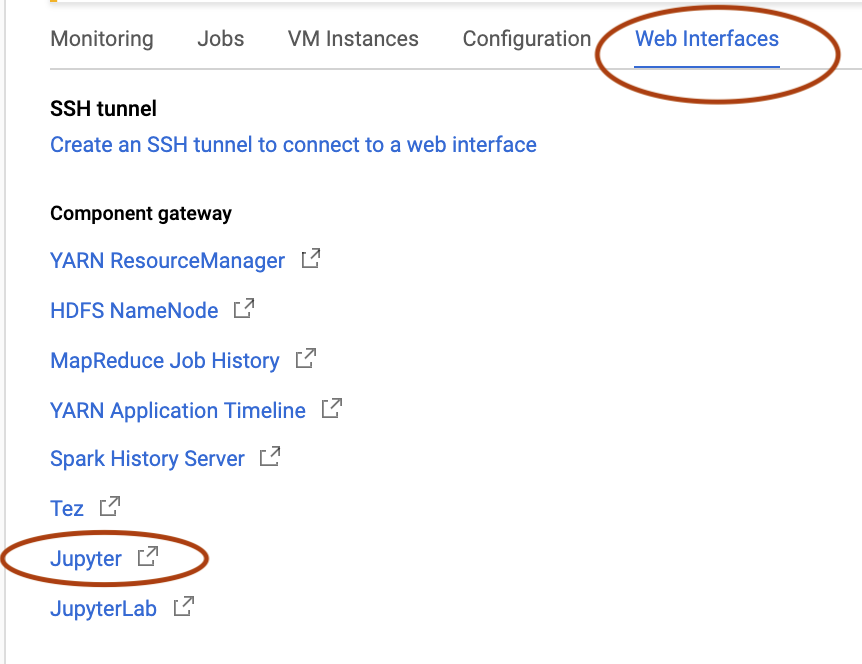 Monitoring Jobs VM Instances Configuration Web Interfaces
SSH tunnel
Create an SSH tunnel to connect to a web interface
Component gateway
YARN ResourceManager
HDFS NameNode
MapReduce Job History
YARN Application Timeline
Spark History Server
Tez
Jupyter
JupyterLab